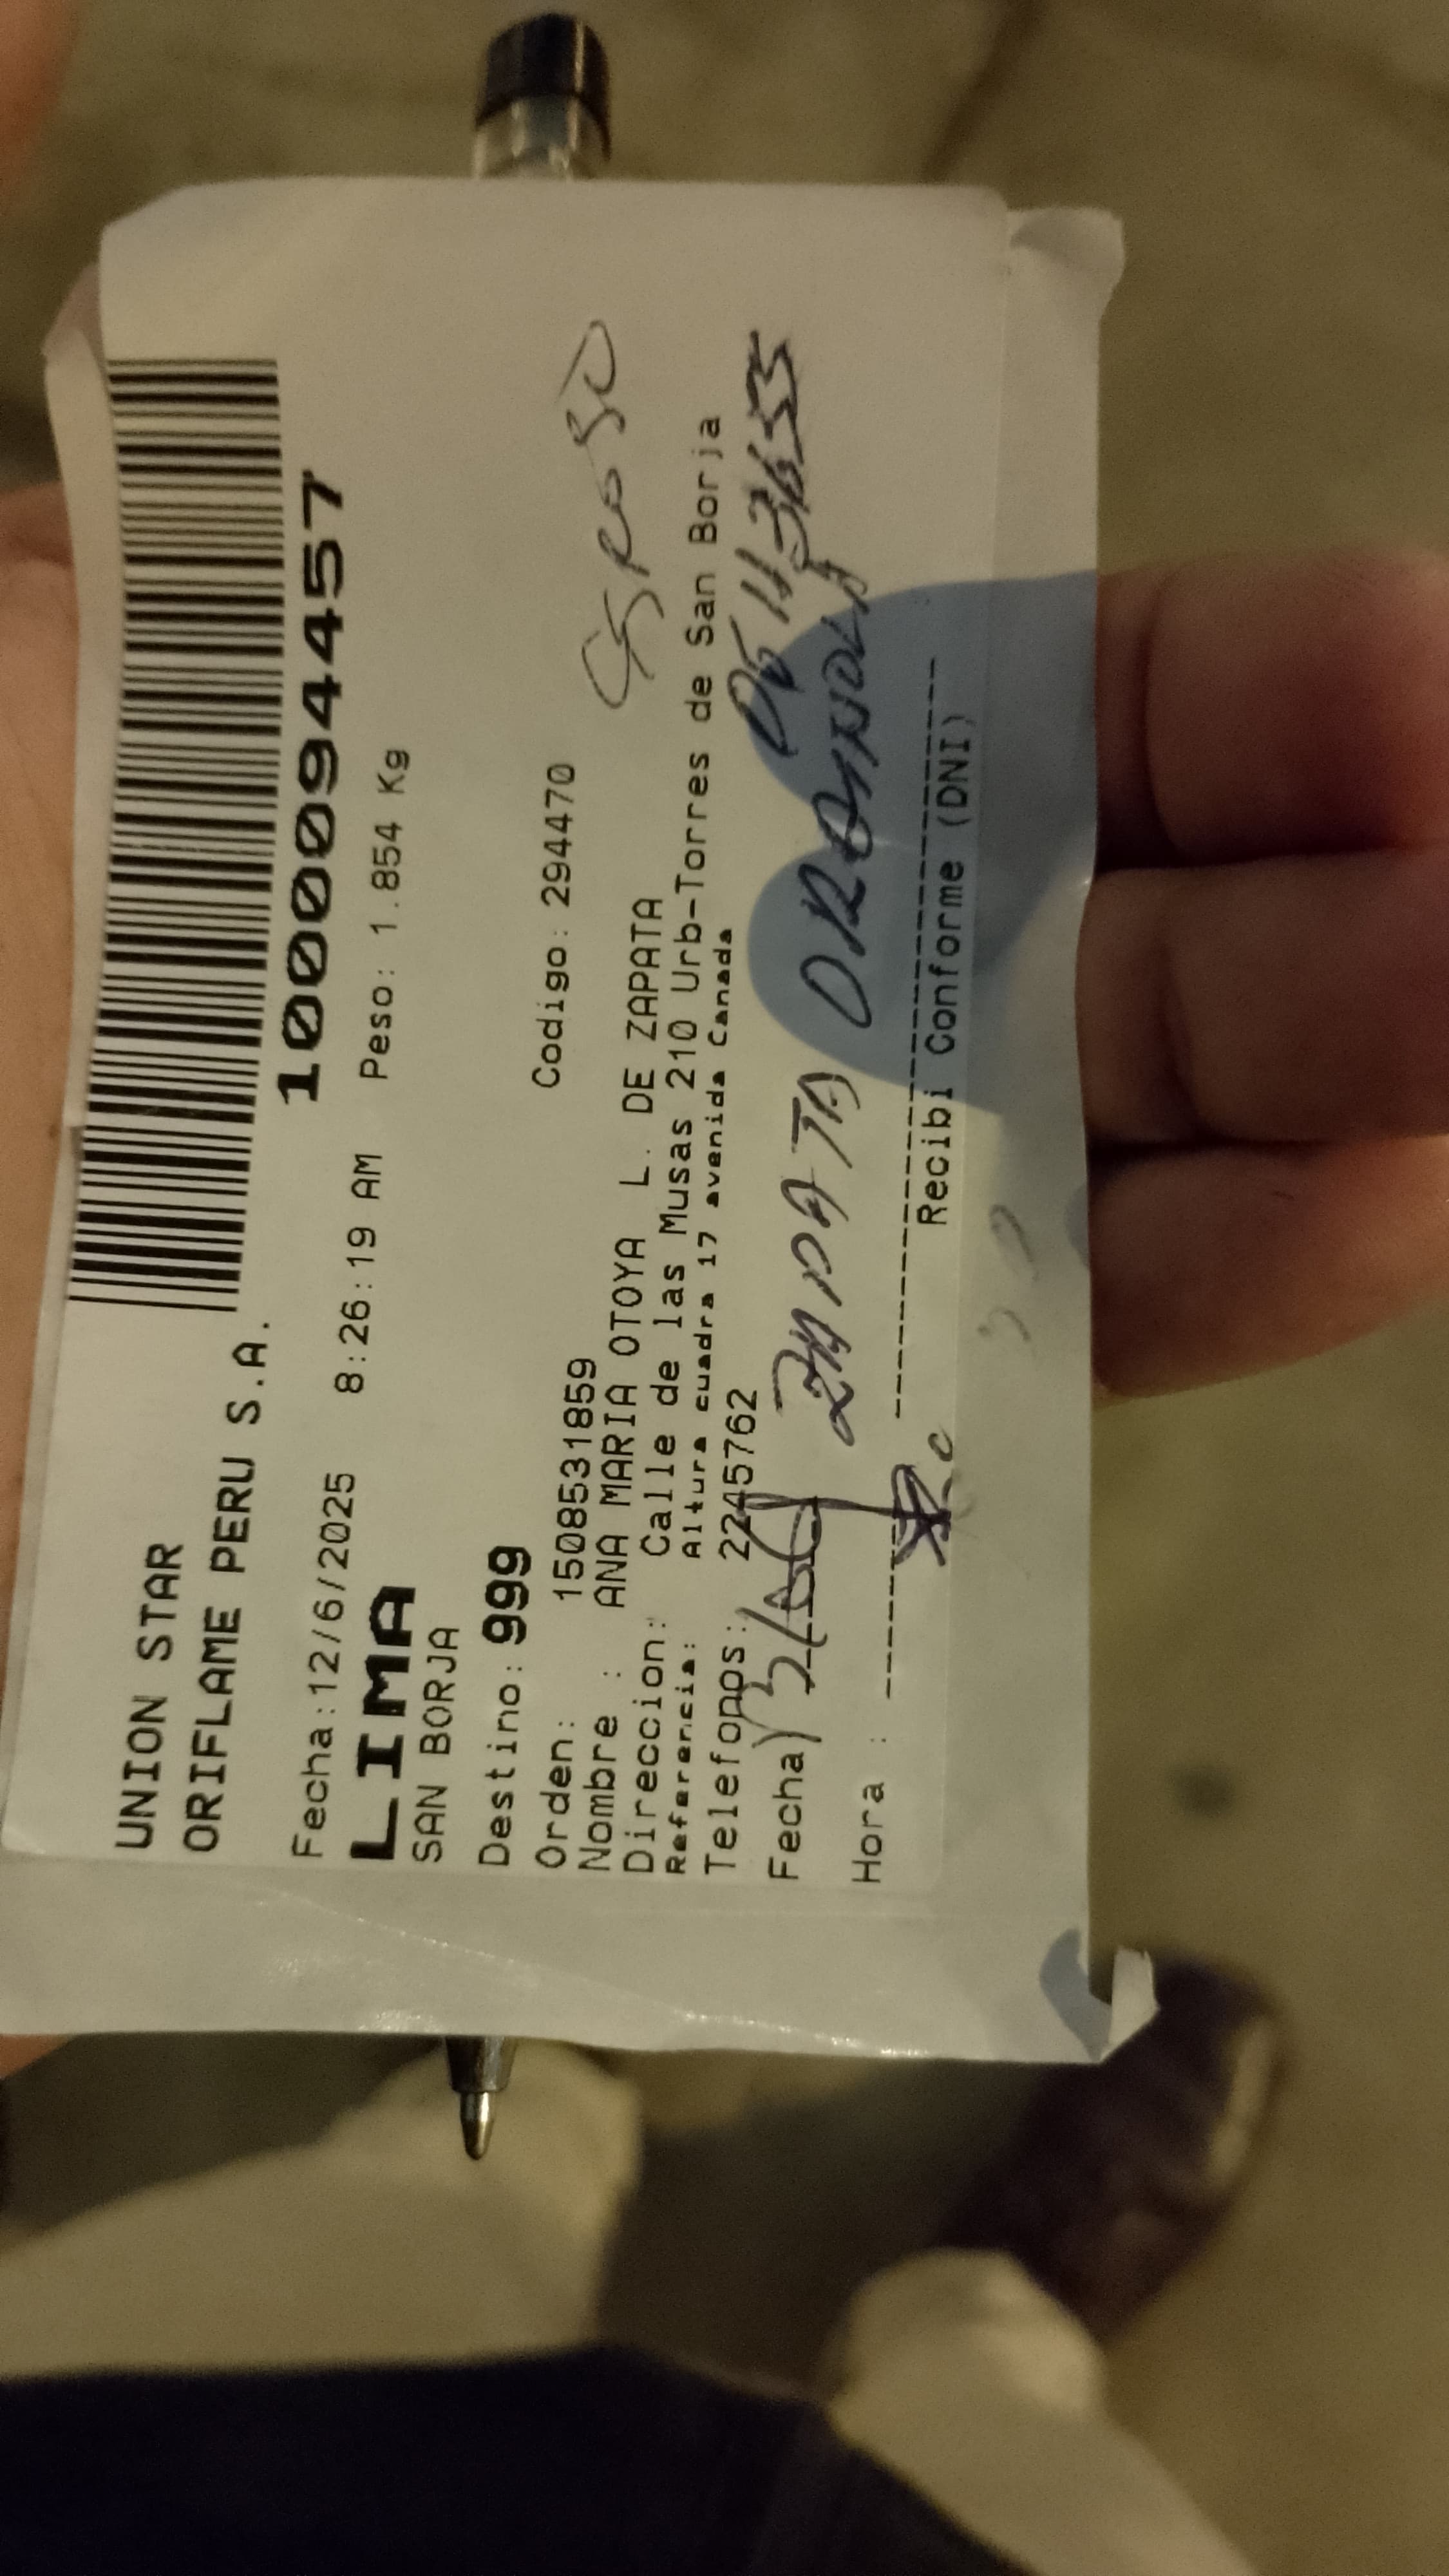 UNION STAR
ORIFLAME PERU S.A.
1000094457
Fecha:12/6/2025 8:26:19 AM Peso: 1.854 Kg
LIMA
SAN BORJA
Destino: 999
Orden: 1508531859 Codigo: 294470
Nombre : ANA MARIA OTOYA L. DE ZAPATA
Esposo
Direccion: Calle de las Musas 210 Urb-Torres de San Borja
Referencia: Altura cuadra 17 avenida Canada
Telefonos: 2245762
Fecha
ZAPATA
Hora :
Recibi Conforme (DNI)